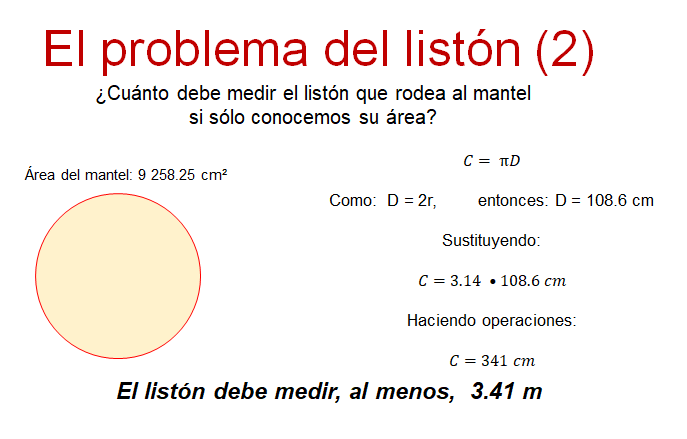 El problema del listón (2)
¿Cuánto debe medir el listón que rodea al mantel
si sólo conocemos su área?
Área del mantel: 9 258.25 cm²
C = πD
Como: D = 2r, entonces: D = 108.6 cm
Sustituyendo:
C = 3.14 • 108.6 cm
Haciendo operaciones:
C = 341 cm
El listón debe medir, al menos, 3.41 m